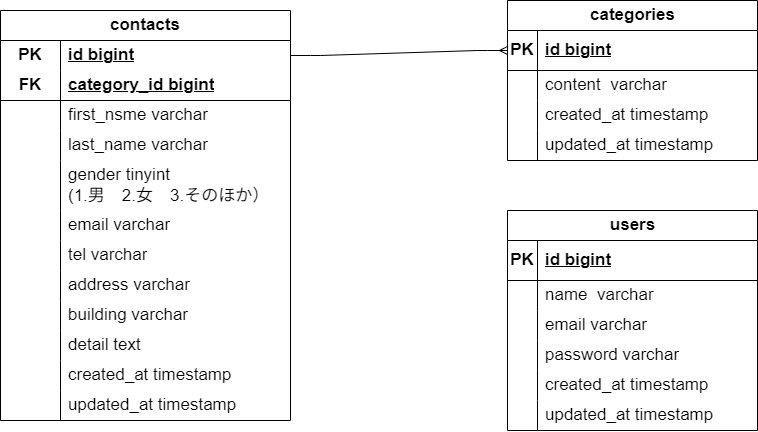 contacts
PK id bigint
FK category_id bigint
first_nsme varchar
last_name varchar
gender tinyint
(1.男　2.女　3.そのほか）
email varchar
tel varchar
address varchar
building varchar
detail text
created_at timestamp
updated_at timestamp
categories
PK id bigint
content varchar
created_at timestamp
updated_at timestamp
users
PK id bigint
name varchar
email varchar
password varchar
created_at timestamp
updated_at timestamp